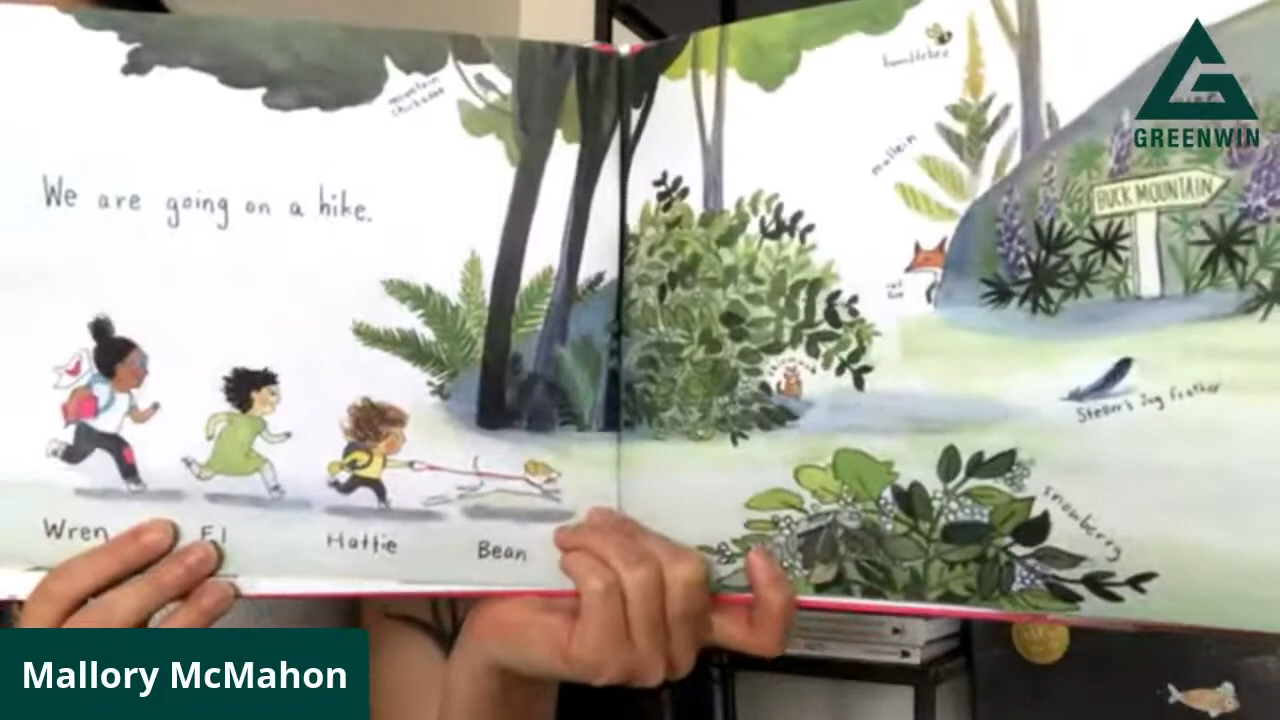 mountain
chickadee
We are going on a hike.
Wren
El
Hattie
Bean
bumblebee
mullein
red
fox
BUCK MOUNTAIN
Steller's Jay Feather
snowberry
GREENWIN
Mallory McMahon